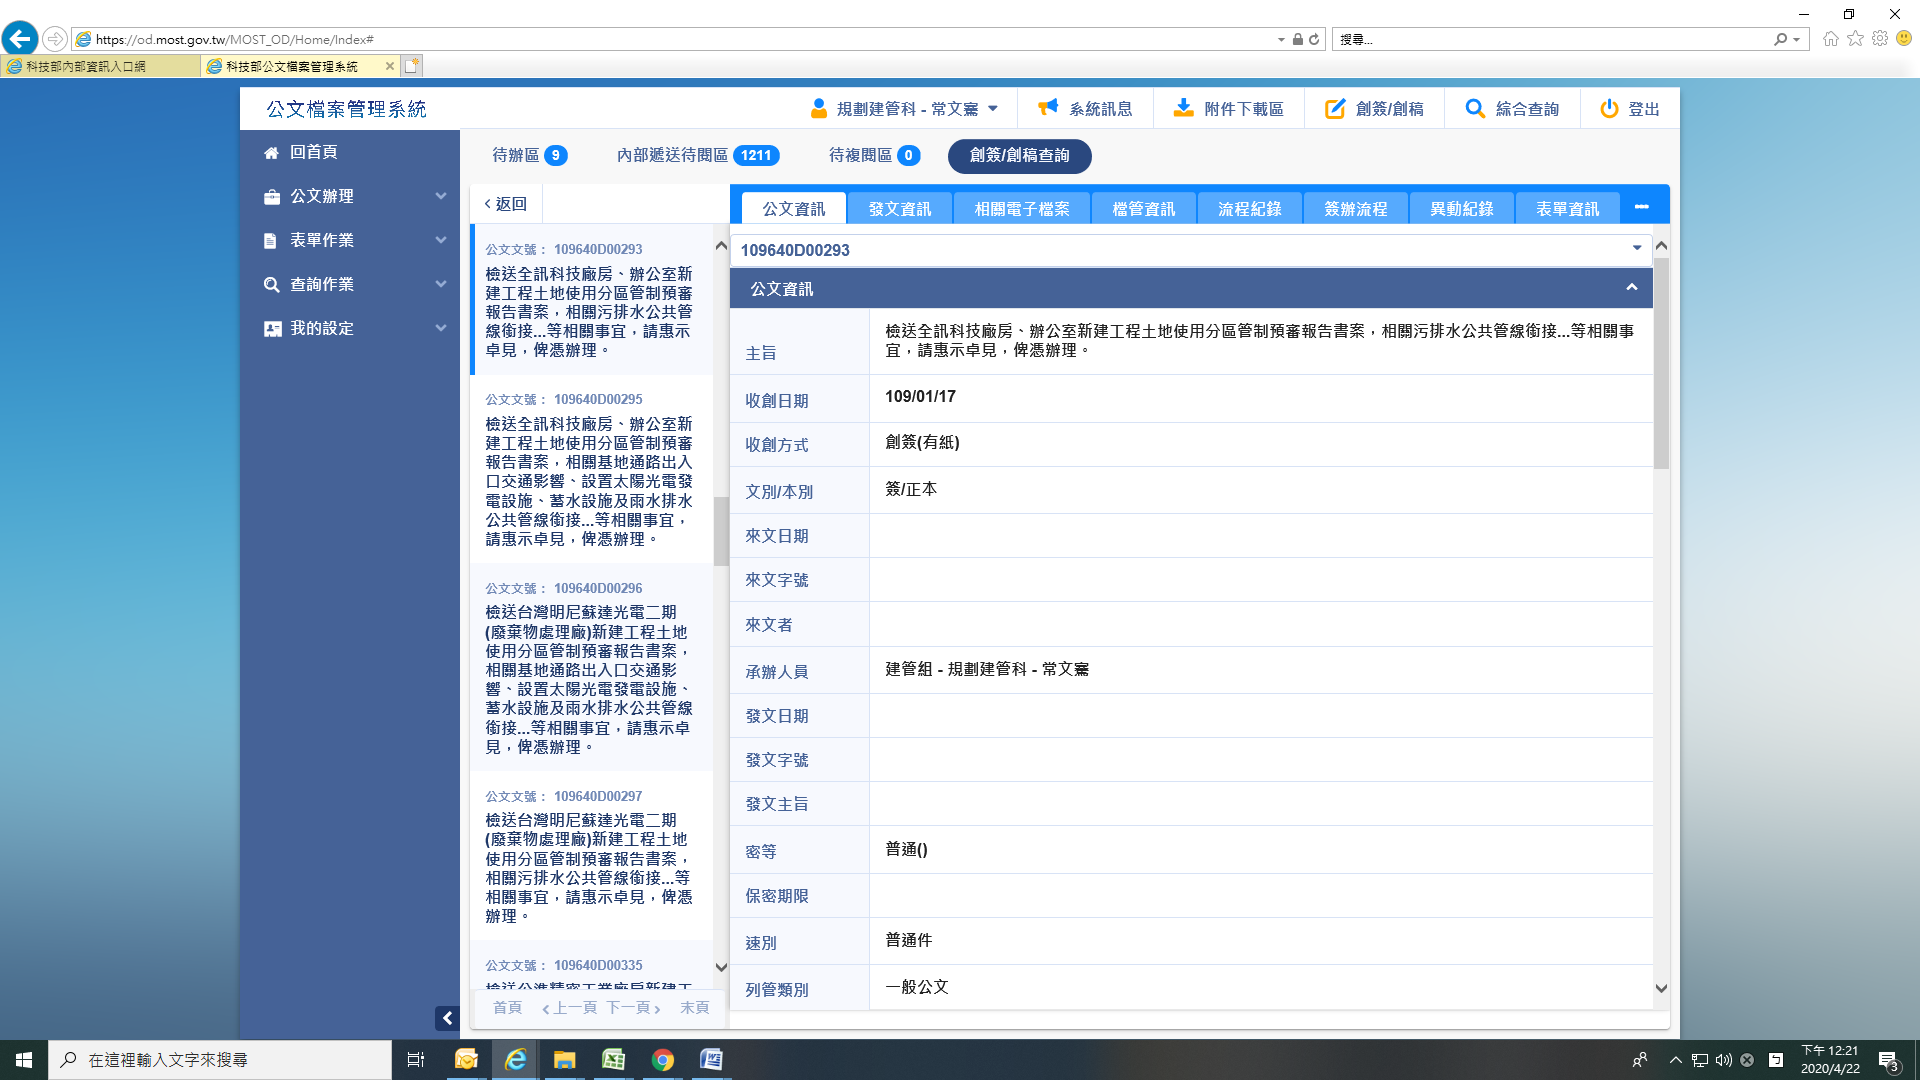 https://od.most.gov.tw/MOST_OD/Home/Index#
搜尋...
科技部內部資訊入口網
科技部公文檔案管理系統
公文檔案管理系統
規劃建管科 - 常文騫
系統訊息
附件下載區
創簽/創稿
綜合查詢
登出
回首頁
公文辦理
表單作業
查詢作業
我的設定
待辦區 9
內部遞送待閱區 1211
待複閱區 0
創簽/創稿查詢
返回
公文文號： 109640D00293
檢送全訊科技廠房、辦公室新
建工程土地使用分區管制預審
報告書案，相關污排水公共管
線銜接...等相關事宜，請惠示
卓見，俾憑辦理。
公文文號： 109640D00295
檢送全訊科技廠房、辦公室新
建工程土地使用分區管制預審
報告書案，相關基地通路出入
口交通影響、設置太陽光電發
電設施、蓄水設施及雨水排水
公共管線銜接...等相關事宜，
請惠示卓見，俾憑辦理。
公文文號： 109640D00296
檢送台灣明尼蘇達光電二期
(廢棄物處理廠)新建工程土地
使用分區管制預審報告書案，
相關基地通路出入口交通影
響、設置太陽光電發電設施、
蓄水設施及雨水排水公共管線
銜接...等相關事宜，請惠示卓
見，俾憑辦理。
公文文號： 109640D00297
檢送台灣明尼蘇達光電二期
(廢棄物處理廠)新建工程土地
使用分區管制預審報告書案，
相關污排水公共管線銜接...等
相關事宜，請惠示卓見，俾憑
辦理。
公文文號： 109640D00335
首頁
上一頁
下一頁
末頁
公文資訊
發文資訊
相關電子檔案
檔管資訊
流程紀錄
簽辦流程
異動紀錄
表單資訊
109640D00293
公文資訊
主旨
檢送全訊科技廠房、辦公室新建工程土地使用分區管制預審報告書案，相關污排水公共管線銜接...等相關事
宜，請惠示卓見，俾憑辦理。
收創日期
109/01/17
收創方式
創簽(有紙)
文別/本別
簽/正本
來文日期
來文字號
來文者
承辦人員
建管組 - 規劃建管科 - 常文騫
發文日期
發文字號
發文主旨
密等
普通()
保密期限
速別
普通件
列管類別
一般公文
在這裡輸入文字來搜尋
下午 12:21
2020/4/22
3